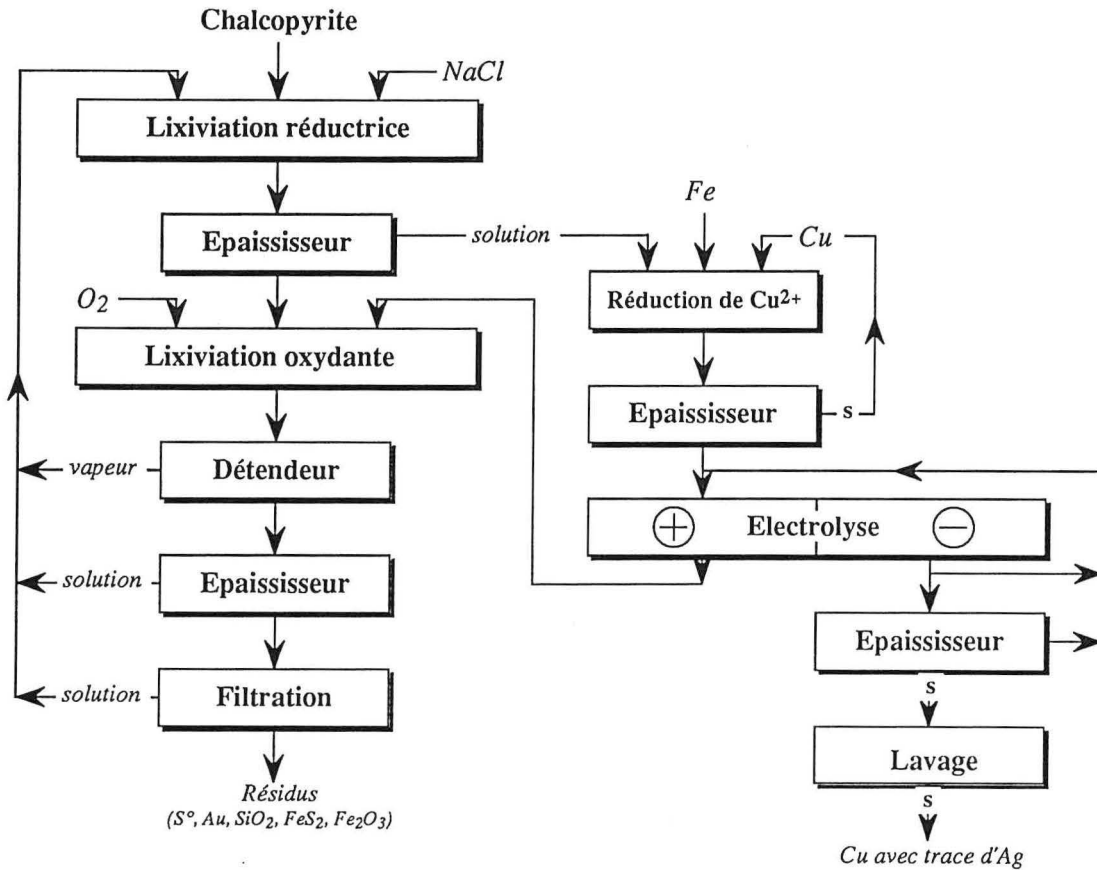 Chalcopyrite
NaCl
Lixiviation réductrice
Fe
Epaississeur
solution
Cu
O2
Réduction de Cu2+
Lixiviation oxydante
Epaississeur
s
vapeur
Détendeur
+
Electrolyse
−
solution
Epaississeur
Epaississeur
solution
Filtration
s
Lavage
Résidus
(S°, Au, SiO2, FeS2, Fe2O3)
s
Cu avec trace d'Ag